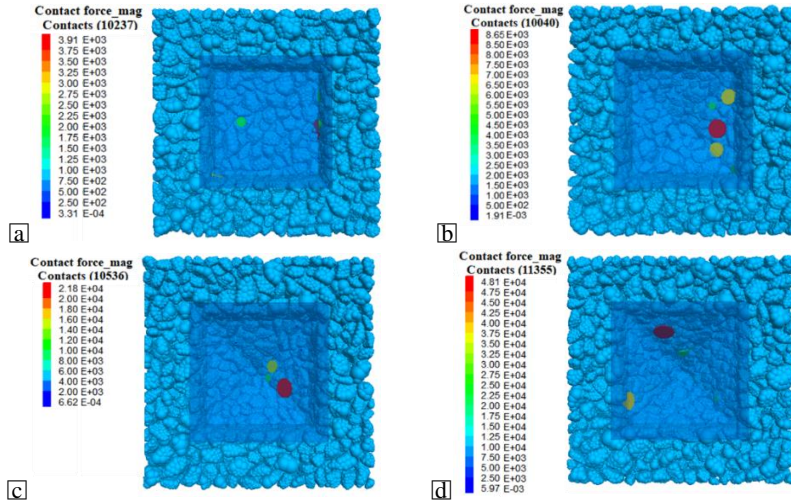 Contact force_mag
Contacts (10237)
3.91 E+03
3.75 E+03
3.50 E+03
3.25 E+03
3.00 E+03
2.75 E+03
2.50 E+03
2.25 E+03
2.00 E+03
1.75 E+03
1.50 E+03
1.25 E+03
1.00 E+03
7.50 E+02
5.00 E+02
2.50 E+02
3.31 E-04
a
Contact force_mag
Contacts (10040)
8.65 E+03
8.50 E+03
8.00 E+03
7.50 E+03
7.00 E+03
6.50 E+03
6.00 E+03
5.50 E+03
5.00 E+03
4.50 E+03
4.00 E+03
3.50 E+03
3.00 E+03
2.50 E+03
2.00 E+03
1.50 E+03
1.00 E+03
5.00 E+02
1.91 E-03
b
Contact force_mag
Contacts (10536)
2.18 E+04
2.00 E+04
1.80 E+04
1.60 E+04
1.40 E+04
1.20 E+04
1.00 E+04
8.00 E+03
6.00 E+03
4.00 E+03
2.00 E+03
6.62 E-04
c
Contact force_mag
Contacts (11355)
4.81 E+04
4.75 E+04
4.50 E+04
4.25 E+04
4.00 E+04
3.75 E+04
3.50 E+04
3.25 E+04
3.00 E+04
2.75 E+04
2.50 E+04
2.25 E+04
2.00 E+04
1.75 E+04
1.50 E+04
1.25 E+04
1.00 E+04
7.50 E+03
5.00 E+03
2.50 E+03
5.97 E-03
d